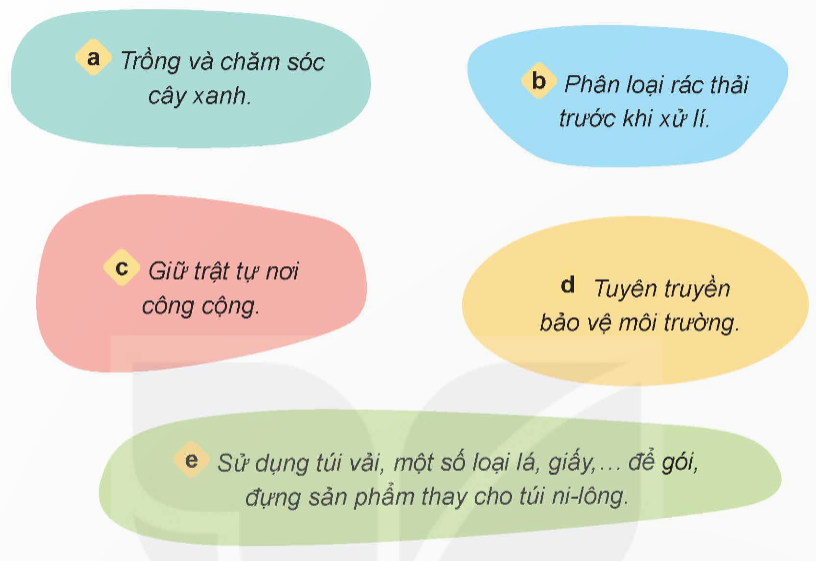 a Trồng và chăm sóc
cây xanh.
b Phân loại rác thải
trước khi xử lí.
c Giữ trật tự nơi
công cộng.
d Tuyên truyền
bảo vệ môi trường.
e Sử dụng túi vải, một số loại lá, giấy,... để gói,
đựng sản phẩm thay cho túi ni-lông.